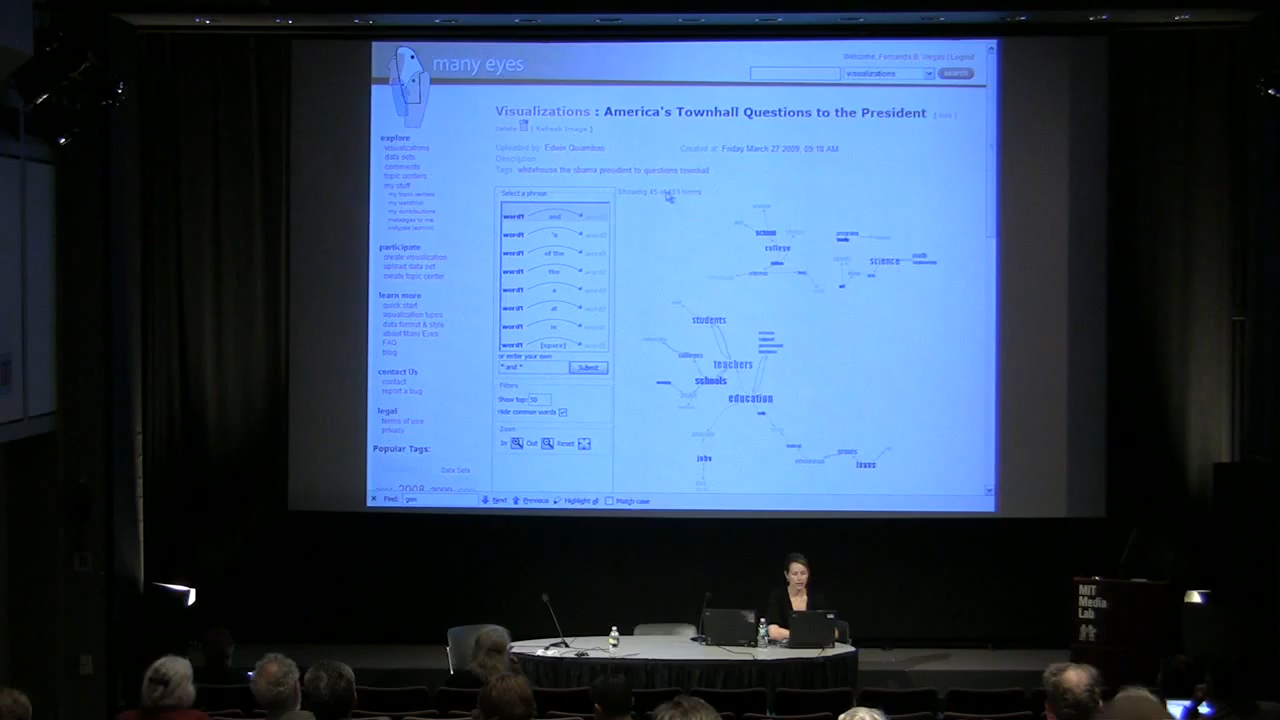 many eyes
Welcome, Fernanda B. Viegas | Logout
visualizations
search
Visualizations : America's Townhall Questions to the President
Delete [ Refresh Image ]
Uploaded by: Edwin Quiambao
Created at: Friday March 27 2009, 09:18 AM
Description:
Tags: whitehouse the obama president to questions townhall
explore
visualizations
data sets
comments
topic centers
my stuff
my topic centers
my watchlist
my contributions
messages to me
participate
create visualization
upload data set
create topic center
learn more
quick start
visualization types
data format & style
about Many Eyes
FAQ
blog
contact Us
contact
report a bug
legal
terms of use
privacy
Popular Tags:
Data Sets
2008 2009
Select a phrase
word1 and word2
word1 's word2
word1 of the word2
word1 the word2
word1 a word2
word1 at word2
word1 in word2
word1 [space] word2
or enter your own
* and *
Submit
Filters
Show top: 50
Hide common words
Zoom
In Out Reset
Showing 45 of
terms
school
college
programs
science
math
students
colleges
teachers
schools
education
jobs
grants
loans
Find: gon
Next
Previous
Highlight all
Match case
MIT
Media
Lab